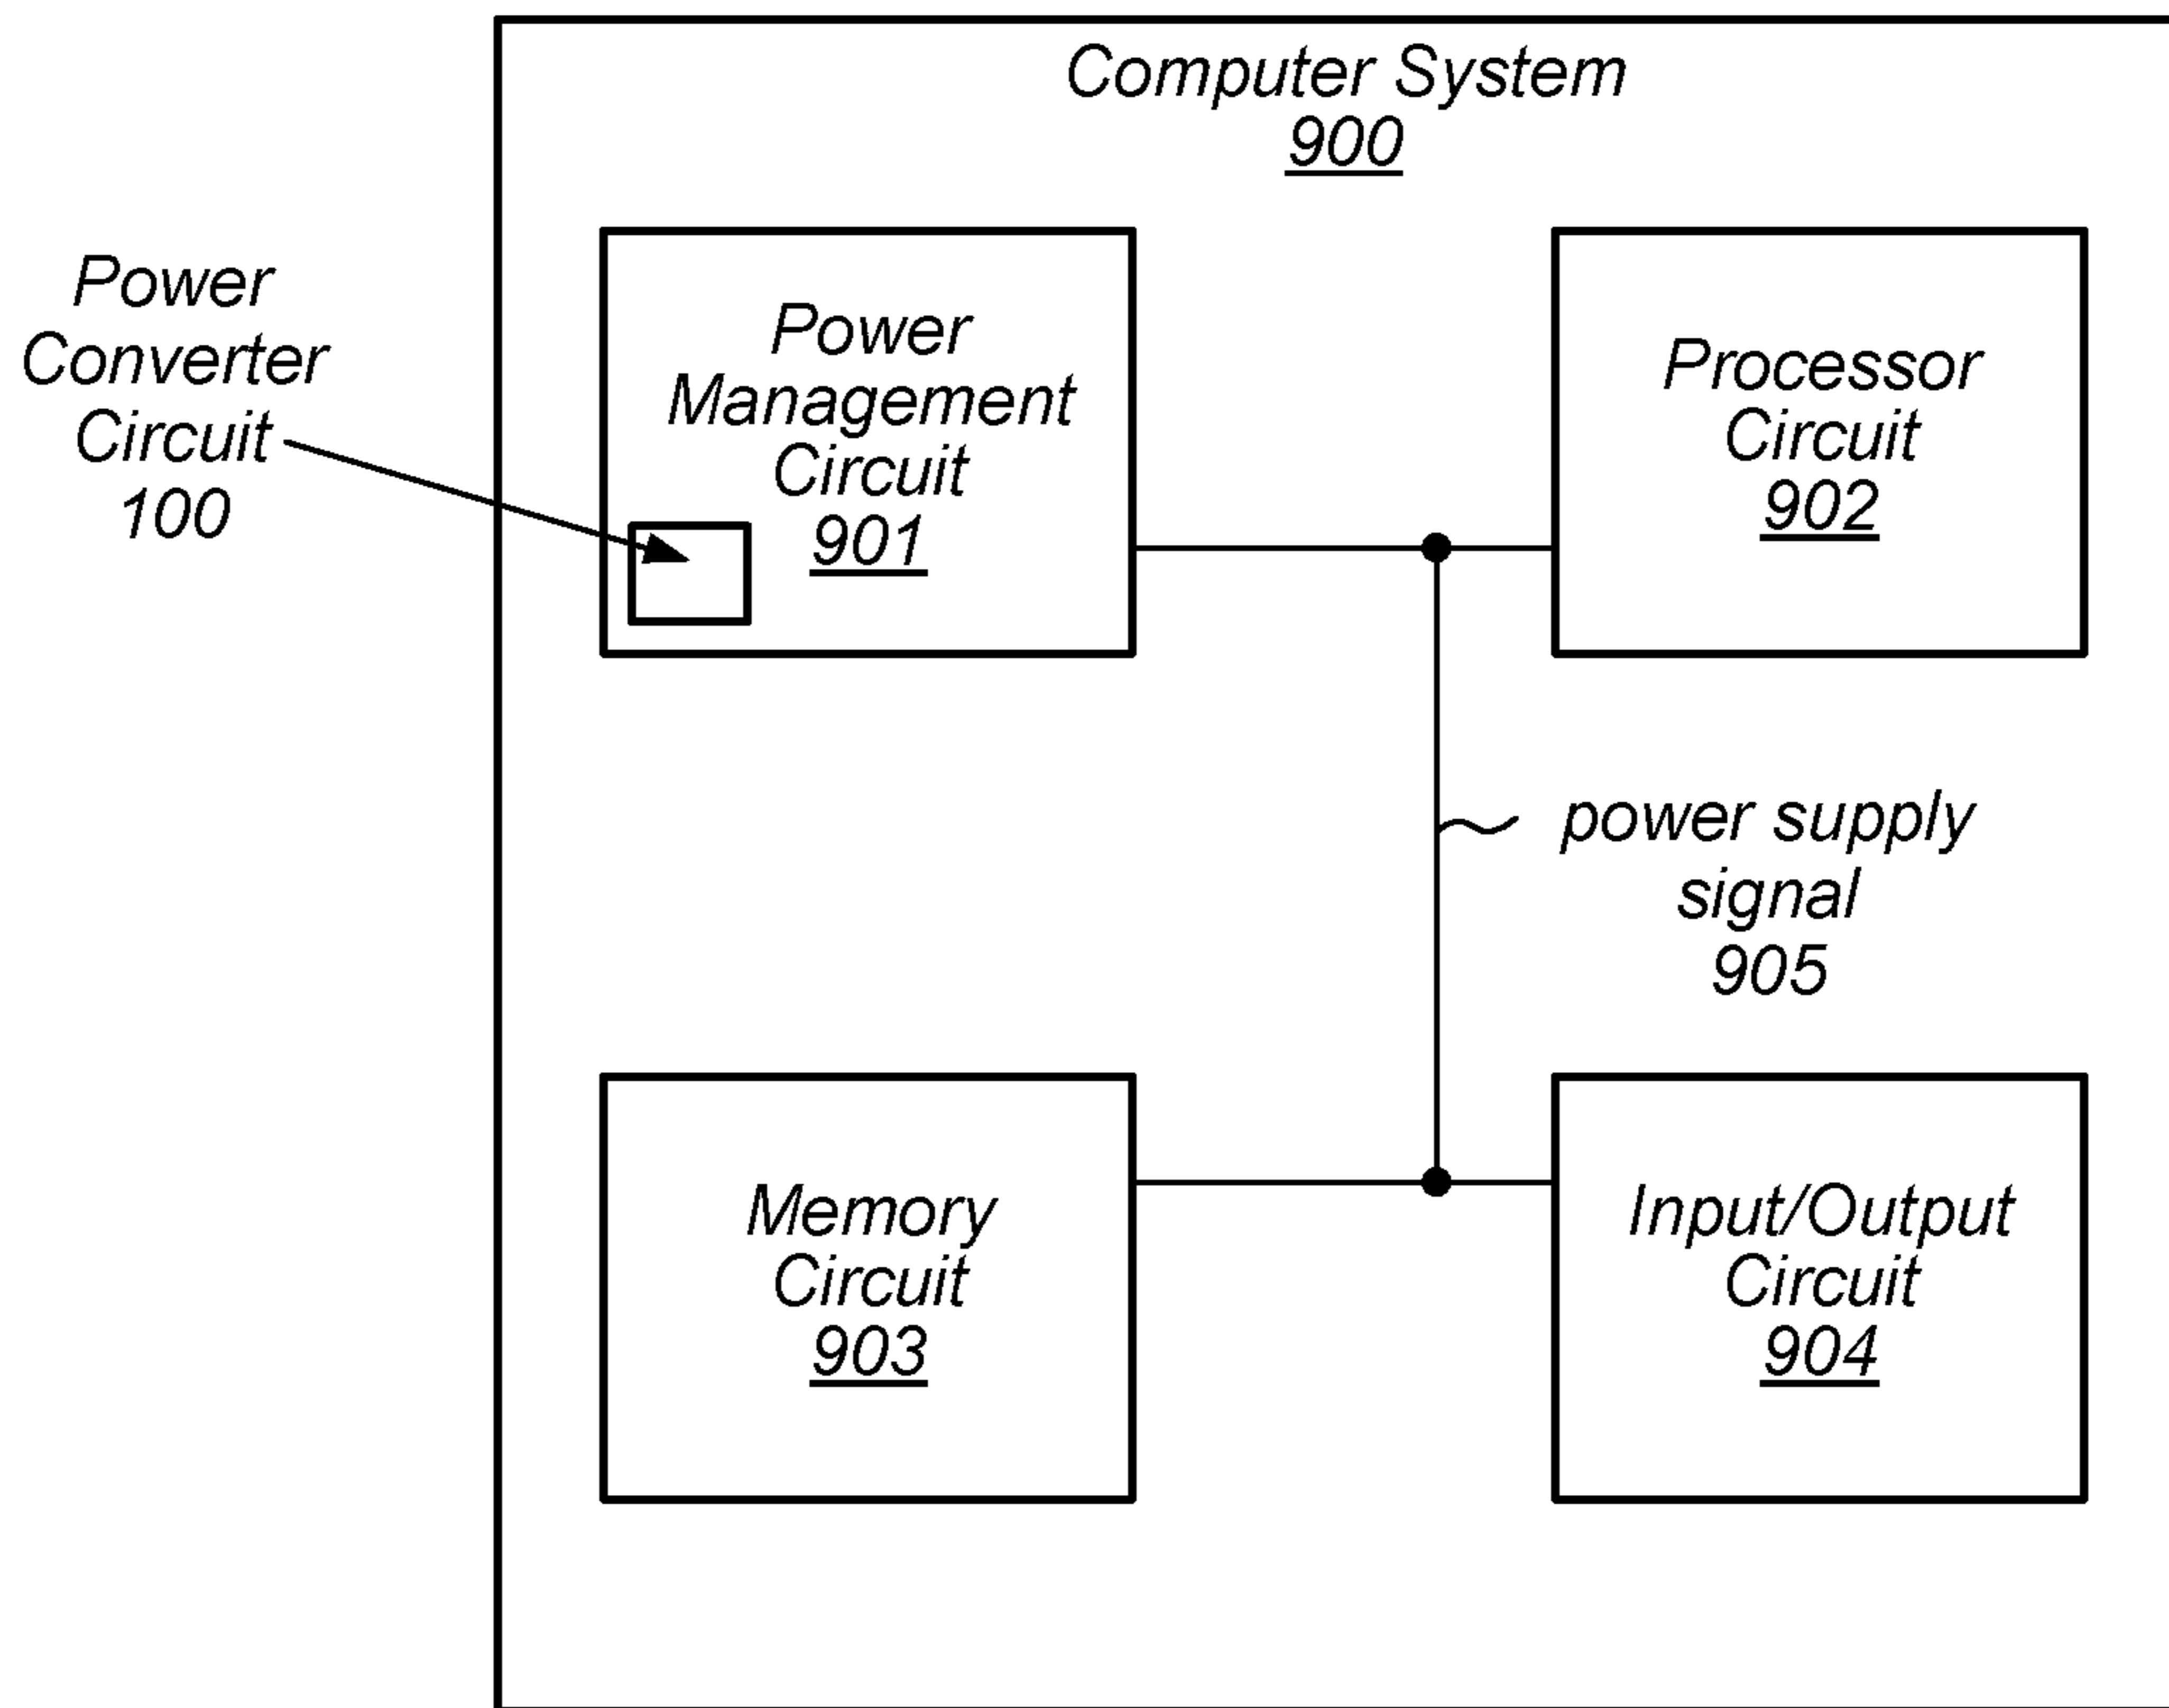 Computer System
900
Power
Converter
Circuit
100
Power
Management
Circuit
901
Processor
Circuit
902
power supply
signal
905
Memory
Circuit
903
Input/Output
Circuit
904